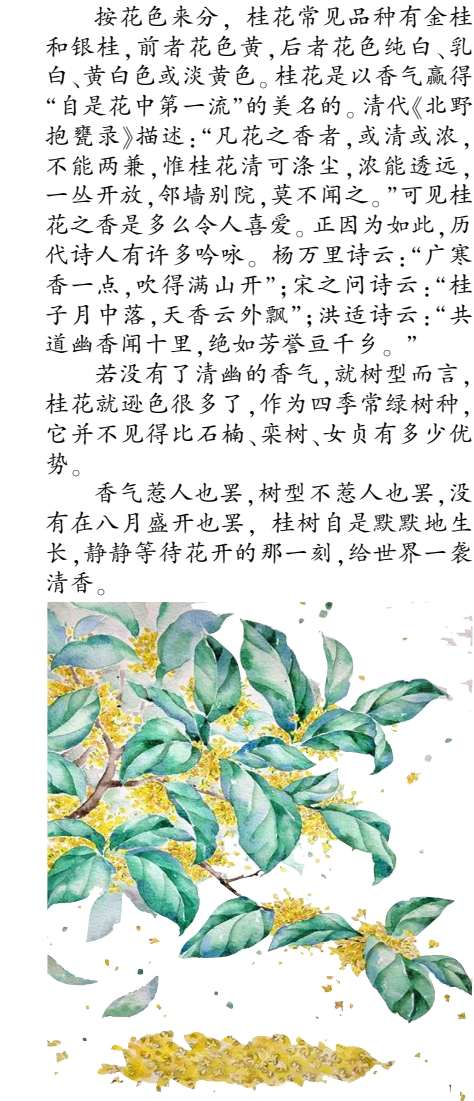 按花色来分，桂花常见品种有金桂
和银桂，前者花色黄，后者花色纯白、乳
白、黄白色或淡黄色。桂花是以香气赢得
“自是花中第一流”的美名的。清代《北野
抱甕录》描述：“凡花之香者，或清或浓，
不能两兼，惟桂花清可涤尘，浓能透远，
一丛开放，邻墙别院，莫不闻之。”可见桂
花之香是多么令人喜爱。正因为如此，历
代诗人有许多吟咏。杨万里诗云：“广寒
香一点，吹得满山开”；宋之问诗云：“桂
子月中落，天香云外飘”；洪适诗云：“共
道幽香闻十里，绝如芳誉亘千乡。”
若没有了清幽的香气，就树型而言，
桂花就逊色很多了，作为四季常绿树种，
它并不见得比石楠、栾树、女贞有多少优
势。
香气惹人也罢，树型不惹人也罢，没
有在八月盛开也罢，桂树自是默默地生
长，静静等待花开的那一刻，给世界一袭
清香。